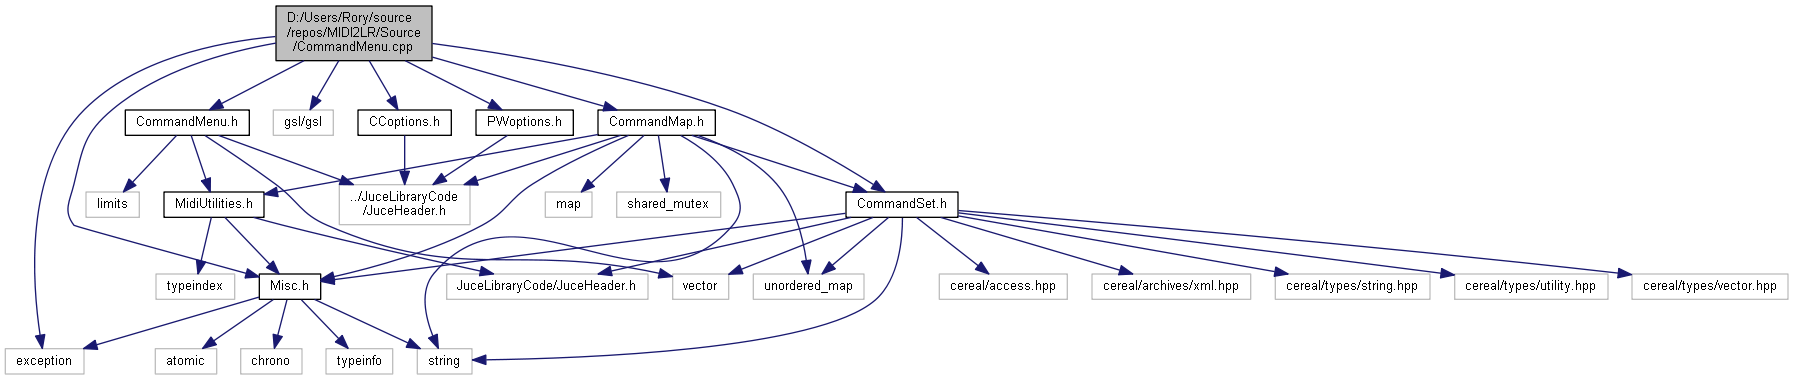 D:/Users/Rory/source
/repos/MIDI2LR/Source
/CommandMenu.cpp
CommandMenu.h
gsl/gsl
CCoptions.h
PWoptions.h
CommandMap.h
limits
MidiUtilities.h
../JuceLibraryCode
/JuceHeader.h
map
shared_mutex
CommandSet.h
typeindex
Misc.h
JuceLibraryCode/JuceHeader.h
vector
unordered_map
cereal/access.hpp
cereal/archives/xml.hpp
cereal/types/string.hpp
cereal/types/utility.hpp
cereal/types/vector.hpp
exception
atomic
chrono
typeinfo
string